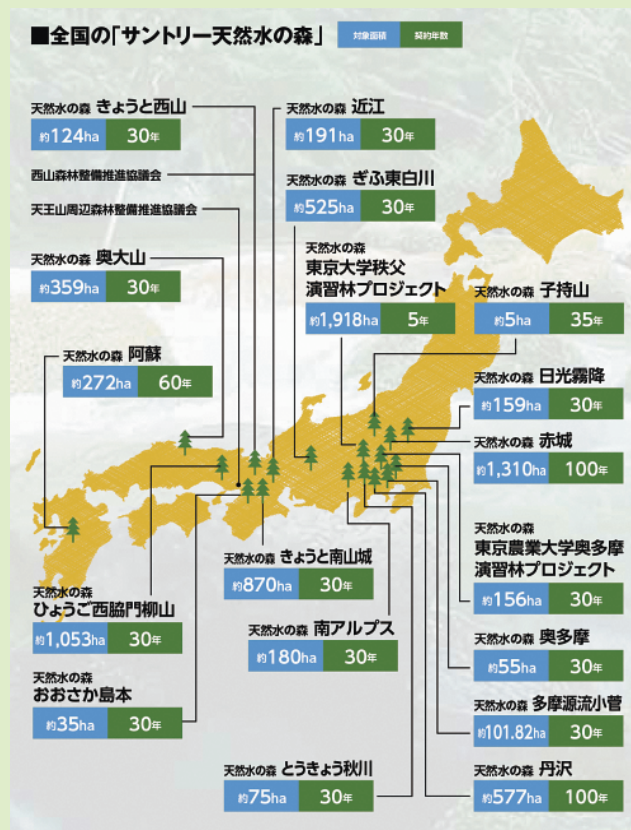 ■全国の「サントリー天然水の森」
対象面積 契約年数
天然水の森 きょうと西山
約124ha 30年
西山森林整備推進協議会
天王山周辺森林整備推進協議会
天然水の森 奥大山
約359ha 30年
天然水の森 阿蘇
約272ha 60年
天然水の森 近江
約191ha 30年
天然水の森 ぎふ東白川
約525ha 30年
天然水の森
東京大学秩父
演習林プロジェクト
約1,918ha 5年
天然水の森 子持山
約5ha 35年
天然水の森 日光霧降
約159ha 30年
天然水の森 赤城
約1,310ha 100年
天然水の森
東京農業大学奥多摩
演習林プロジェクト
約156ha 30年
天然水の森 奥多摩
約55ha 30年
天然水の森 多摩源流小菅
約101.82ha 30年
天然水の森 丹沢
約577ha 100年
天然水の森 きょうと南山城
約870ha 30年
天然水の森 南アルプス
約180ha 30年
天然水の森 とうきょう秋川
約75ha 30年
天然水の森
ひょうご西脇門柳山
約1,053ha 30年
天然水の森
おおさか島本
約35ha 30年